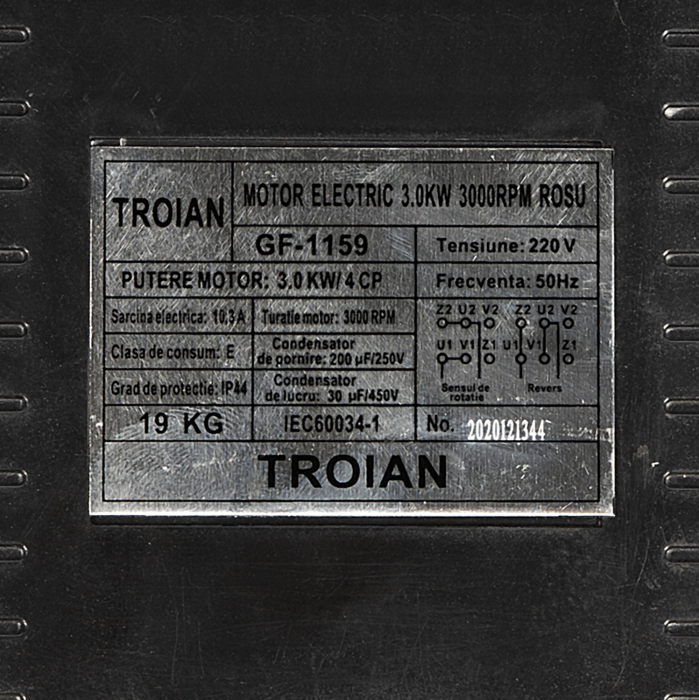 TROIAN
MOTOR ELECTRIC 3.0KW 3000RPM ROSU
GF-1159
Tensiune: 220 V
PUTERE MOTOR: 3.0 KW/ 4 CP
Frecventa: 50Hz
Sarcina electrica: 10,3 A
Turatie motor: 3000 RPM
Z2 U2 V2 Z2 U2 V2
Clasa de consum: E
Condensator
de pornire: 200 µF/250V
U1 V1 Z1 U1 V1 Z1
Grad de protectie: IP44
Condensator
de lucru: 30 µF/450V
Sensul de
rotatie
Revers
19 KG
IEC60034-1
No. 2020121344
TROIAN